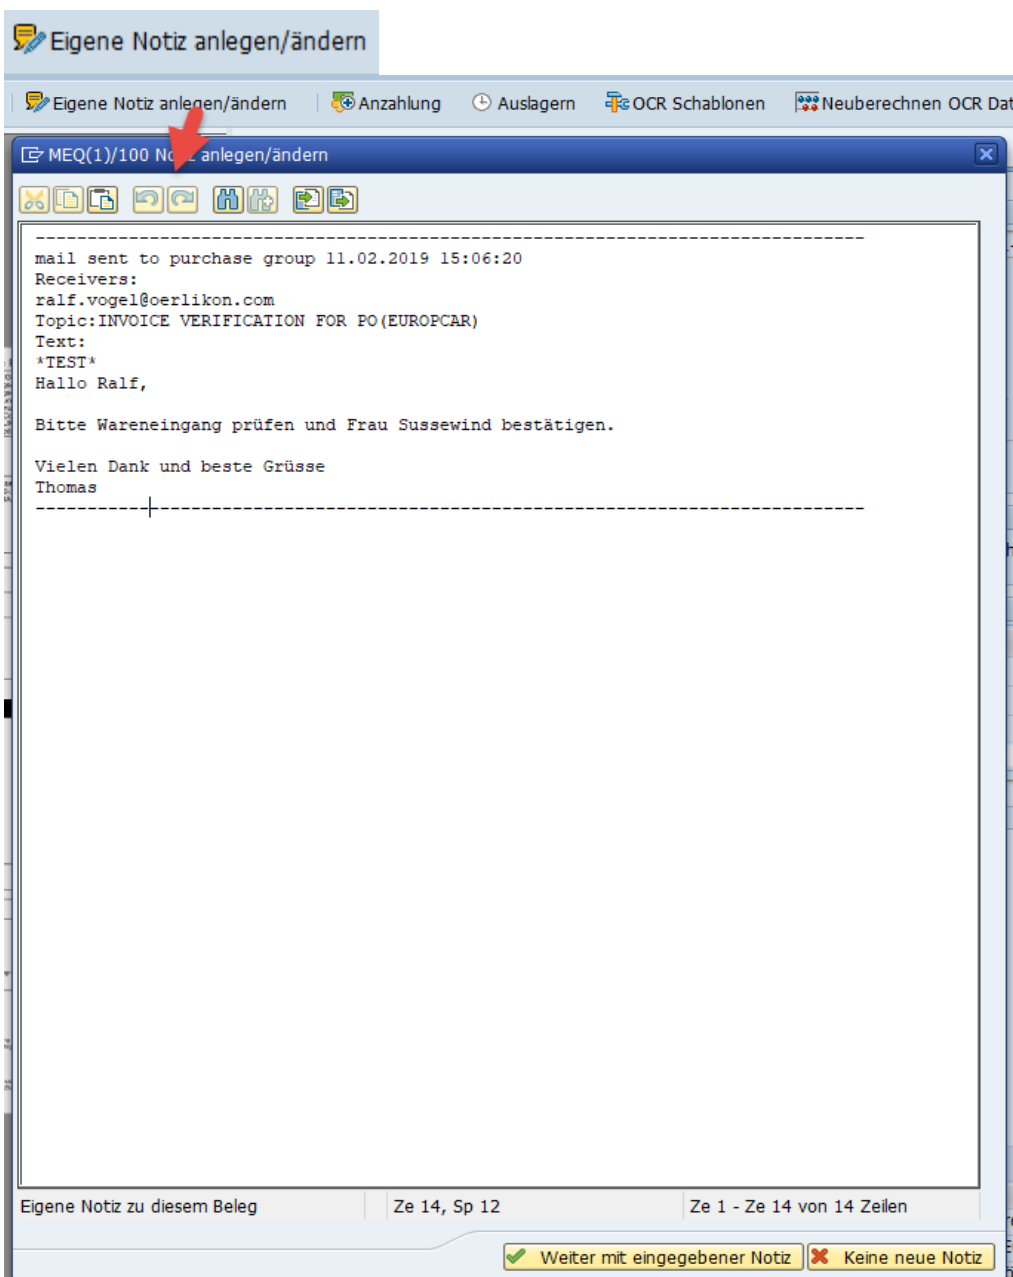 Eigene Notiz anlegen/ändern
Eigene Notiz anlegen/ändern Anzahlung Auslagern OCR Schablonen Neuberechnen OCR Dat
MEQ(1)/100 Notiz anlegen/ändern
--------------------------------------------------------------------------------
mail sent to purchase group 11.02.2019 15:06:20
Receivers:
ralf.vogel@oerlikon.com
Topic:INVOICE VERIFICATION FOR PO(EUROPCAR)
Text:
*TEST*
Hallo Ralf,
Bitte Wareneingang prüfen und Frau Sussewind bestätigen.
Vielen Dank und beste Grüsse
Thomas
--------------------------------------------------------------------------------
Eigene Notiz zu diesem Beleg Ze 14, Sp 12 Ze 1 - Ze 14 von 14 Zeilen
Weiter mit eingegebener Notiz Keine neue Notiz